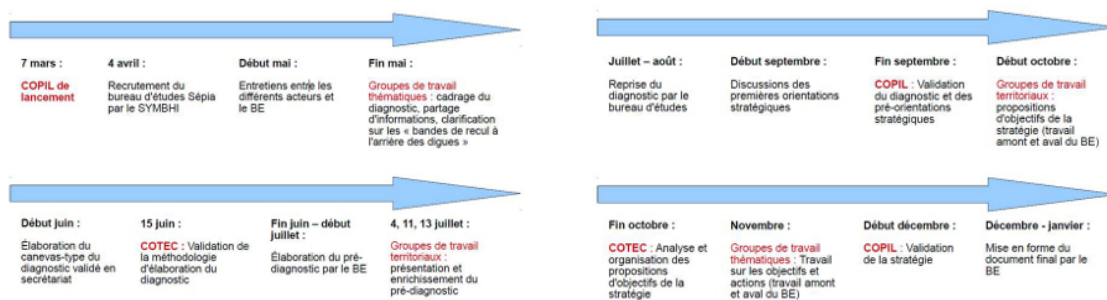 7 mars :
COPIL de
lancement
4 avril :
Recrutement du
bureau d'études Sépia
par le SYMBHI
Début mai :
Entretiens entre les
différents acteurs et
le BE
Fin mai :
Groupes de travail
thématiques : cadrage du
diagnostic, partage
d'informations, clarification
sur les « bandes de recul à
l'arrière des digues »
Début juin :
Élaboration du
canevas-type du
diagnostic validé en
secrétariat
15 juin :
COTEC : Validation de
la méthodologie
d'élaboration du
diagnostic
Fin juin – début
juillet :
Élaboration du pré-
diagnostic par le BE
4, 11, 13 juillet :
Groupes de travail
territoriaux :
présentation et
enrichissement du
pré-diagnostic
Juillet – août :
Reprise du
diagnostic par le
bureau d'études
Début septembre :
Discussions des
premières orientations
stratégiques
Fin septembre :
COPIL : Validation
du diagnostic et des
pré-orientations
stratégiques
Début octobre :
Groupes de travail
territoriaux :
propositions
d'objectifs de la
stratégie (travail
amont et aval du BE)
Fin octobre :
COTEC : Analyse et
organisation des
propositions
d'objectifs de la
stratégie
Novembre :
Groupes de travail
thématiques : Travail
sur les objectifs et
actions (travail amont
et aval du BE)
Début décembre :
COPIL : Validation
de la stratégie
Décembre - janvier :
Mise en forme du
document final par le
BE